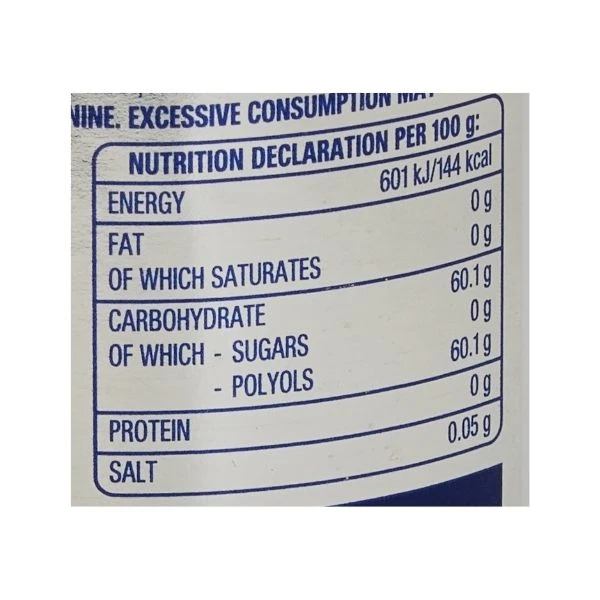 NINE. EXCESSIVE CONSUMPTION MAY
NUTRITION DECLARATION PER 100 g:
ENERGY 601 kJ/144 kcal
FAT 0 g
OF WHICH SATURATES 0 g
CARBOHYDRATE 60.1 g
OF WHICH - SUGARS 0 g
- POLYOLS 60.1 g
PROTEIN 0 g
SALT 0.05 g